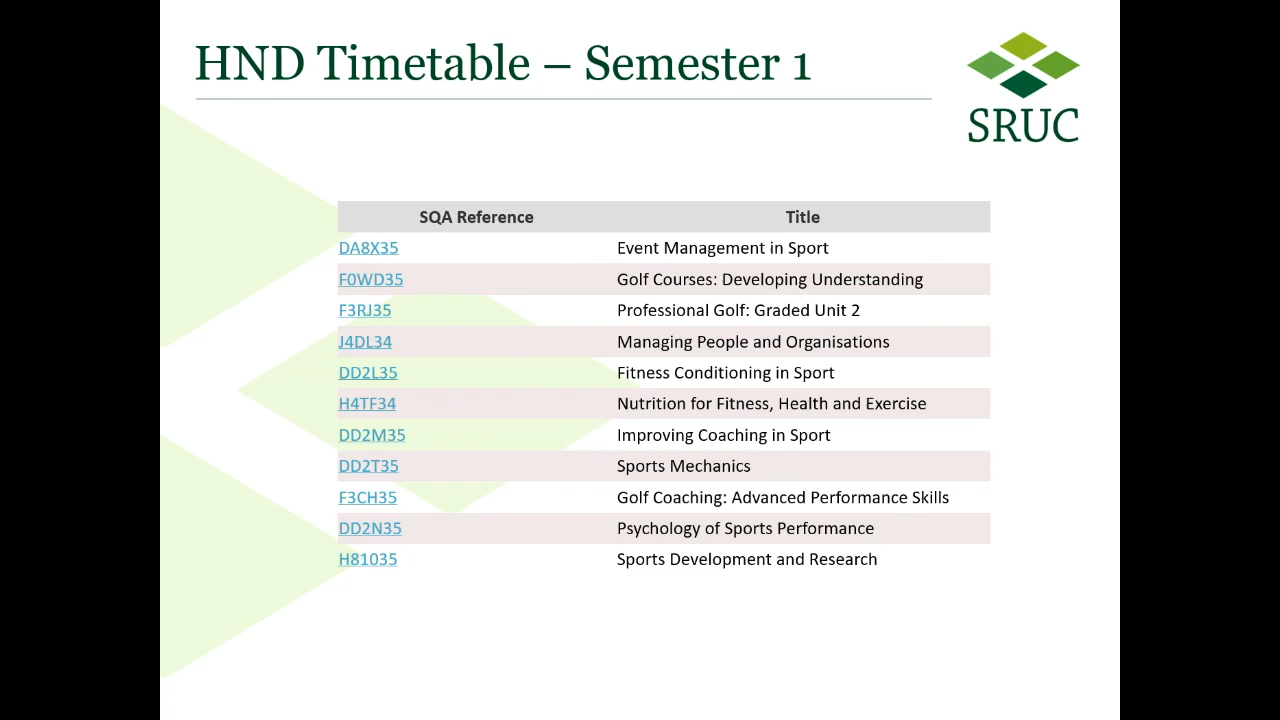 HND Timetable – Semester 1
SRUC
SQA Reference Title
DA8X35 Event Management in Sport
F0WD35 Golf Courses: Developing Understanding
F3RJ35 Professional Golf: Graded Unit 2
J4DL34 Managing People and Organisations
DD2L35 Fitness Conditioning in Sport
H4TF34 Nutrition for Fitness, Health and Exercise
DD2M35 Improving Coaching in Sport
DD2T35 Sports Mechanics
F3CH35 Golf Coaching: Advanced Performance Skills
DD2N35 Psychology of Sports Performance
H81035 Sports Development and Research